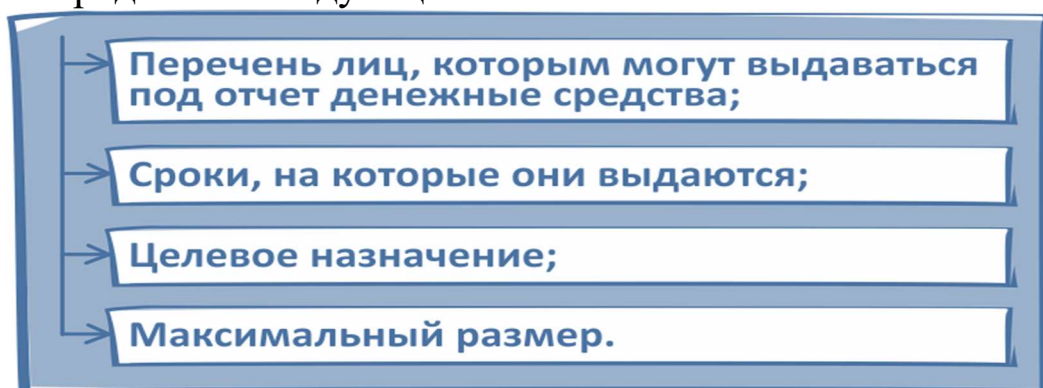 Перечень лиц, которым могут выдаваться
под отчет денежные средства;
Сроки, на которые они выдаются;
Целевое назначение;
Максимальный размер.